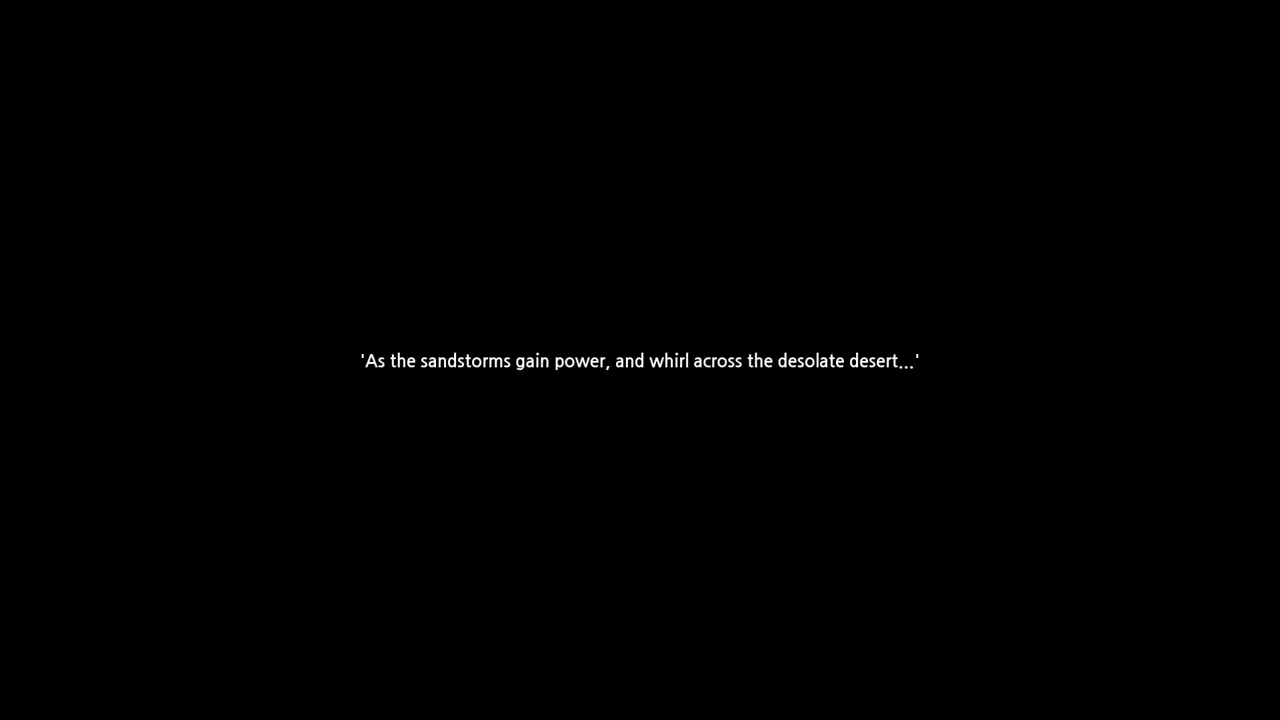 'As the sandstorms gain power, and whirl across the desolate desert...'